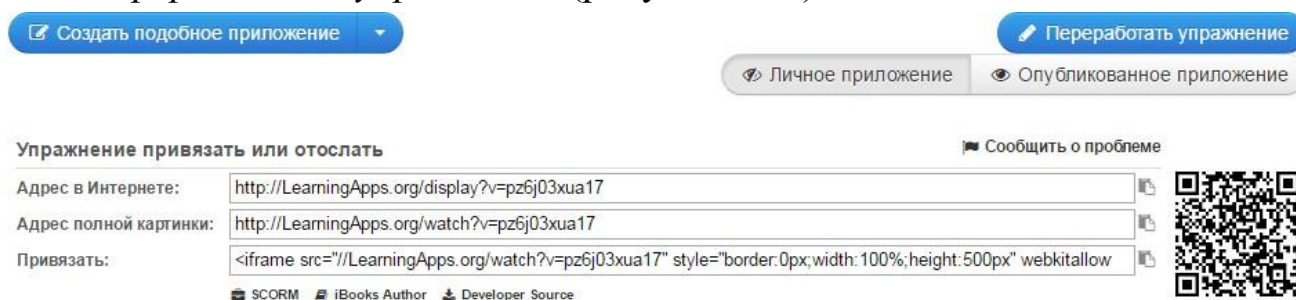 Создать подобное приложение
Переработать упражнение
Личное приложение Опубликованное приложение
Упражнение привязать или отослать
Сообщить о проблеме
Адрес в Интернете: http://LearningApps.org/display?v=pz6j03xua17
Адрес полной картинки: http://LearningApps.org/watch?v=pz6j03xua17
Привязать: <iframe src="//LearningApps.org/watch?v=pz6j03xua17" style="border:0px;width:100%;height:500px" webkitallow
SCORM iBooks Author Developer Source